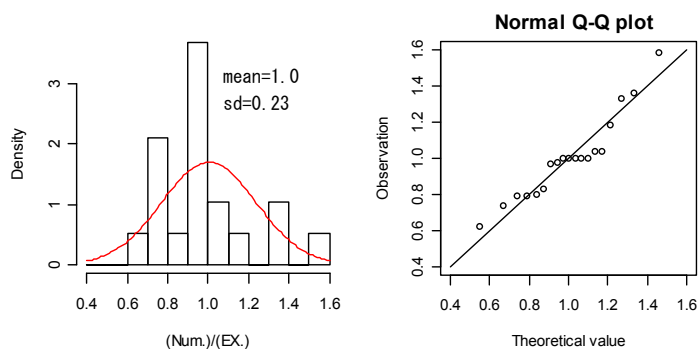 mean=1.0
sd=0.23
Density
0
1
2
3
0.4 0.6 0.8 1.0 1.2 1.4 1.6
(Num.)/(EX.)
Normal Q-Q plot
Observation
0.4 0.6 0.8 1.0 1.2 1.4 1.6
0.4 0.6 0.8 1.0 1.2 1.4 1.6
Theoretical value